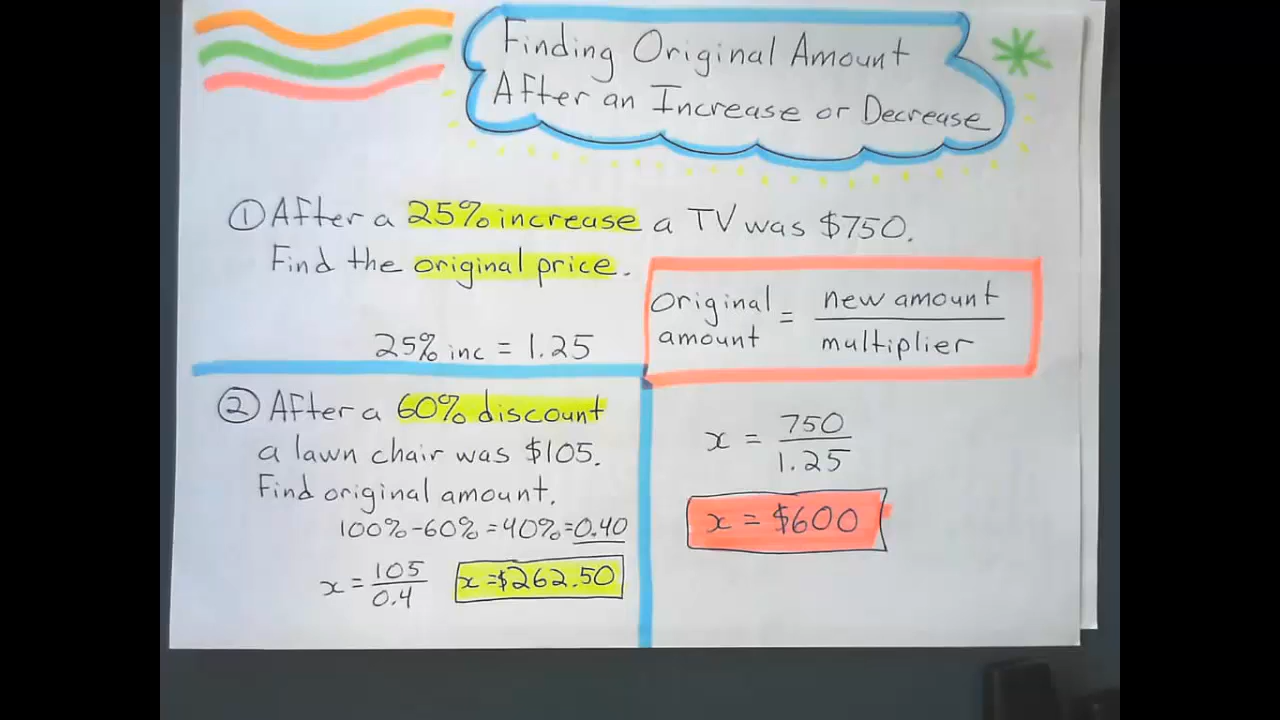 Finding Original Amount
After an Increase or Decrease
① After a 25% increase a TV was $750.
Find the original price.
25% inc = 1.25
original amount = new amount / multiplier
x = 750 / 1.25
x = $600
② After a 60% discount
a lawn chair was $105.
Find original amount.
100% - 60% = 40% = 0.40
x = 105 / 0.4
x = $262.50